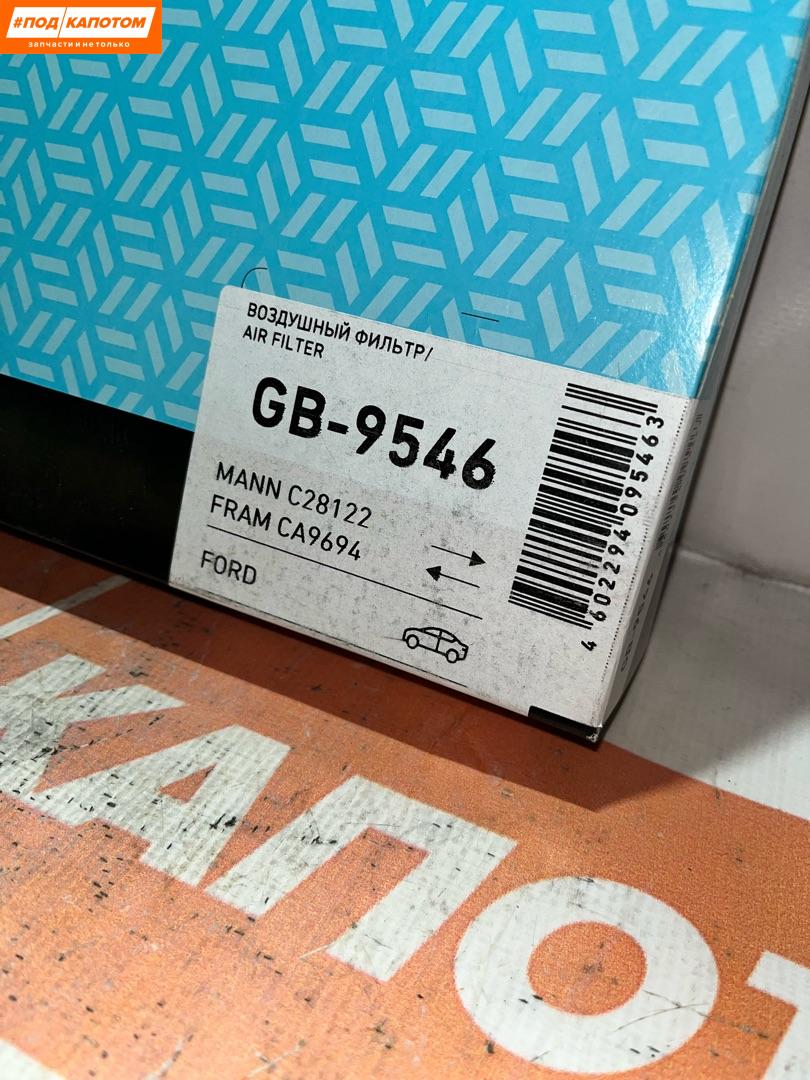 #ПОД КАПОТОМ
запчасти и не только
ВОЗДУШНЫЙ ФИЛЬТР/
AIR FILTER
GB-9546
MANN C28122
FRAM CA9694
FORD
4 602294 095463
КАПОТ